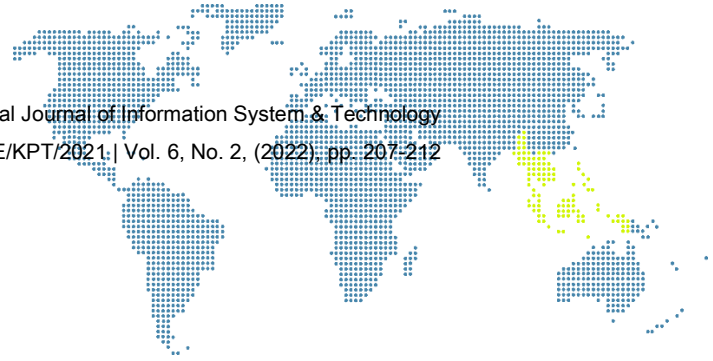 al Journal of Information System & Technology
E/KPT/2021 | Vol. 6, No. 2, (2022), pp. 207-212